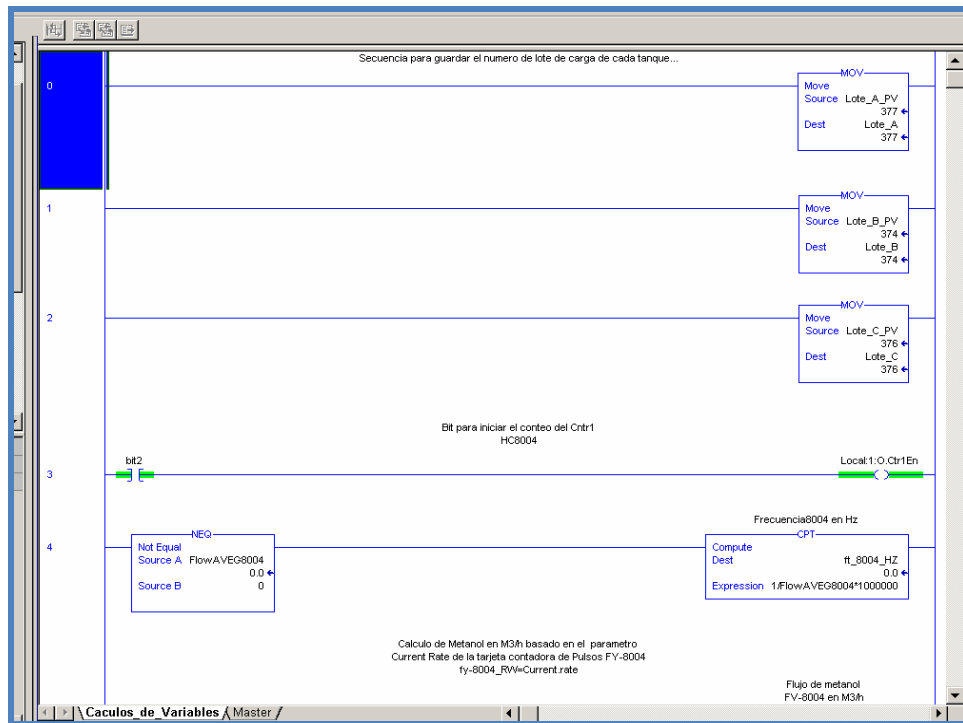 Secuencia para guardar el numero de lote de carga de cada tanque...
0
MOV
Move
Source Lote_A_PV
377
Dest Lote_A
377
1
MOV
Move
Source Lote_B_PV
374
Dest Lote_B
374
2
MOV
Move
Source Lote_C_PV
376
Dest Lote_C
376
Bit para iniciar el conteo del Cntr1
HC8004
bit2
Local:1:O.Ctr1En
3
Frecuencia8004 en Hz
4
NEQ
Not Equal
Source A FlowAVEG8004
0.0
Source B 0
CPT
Compute
Dest ft_8004_HZ
0.0
Expression 1/FlowAVEG8004*1000000
Calculo de Metanol en M3/h basado en el parametro
Current Rate de la tarjeta contadora de Pulsos FY-8004
fy-8004_RW=Current.rate
Flujo de metanol
FV-8004 en M3/h
Caculos_de_Variables Master